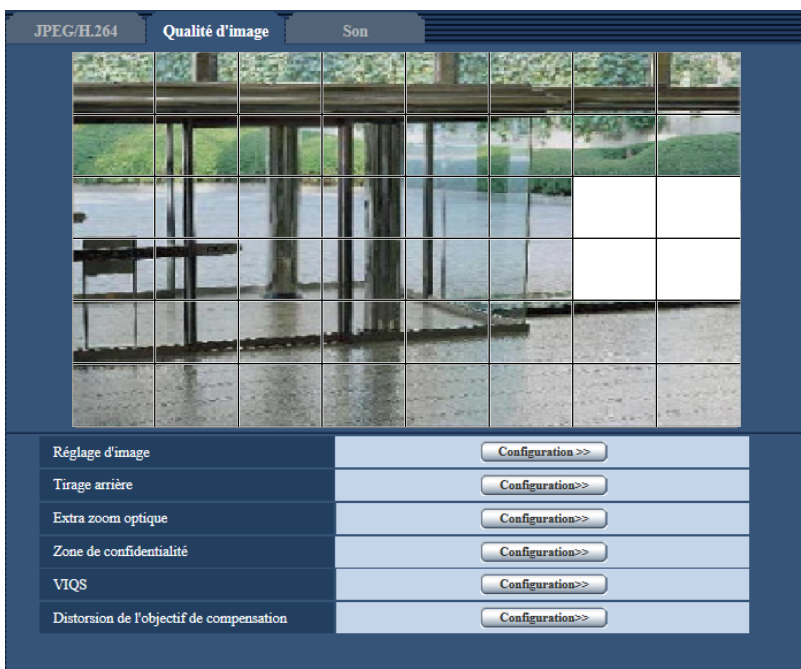 JPEG/H.264 Qualité d'image Son
Réglage d'image Configuration >>
Tirage arrière Configuration>>
Extra zoom optique Configuration>>
Zone de confidentialité Configuration>>
VIQS Configuration>>
Distorsion de l'objectif de compensation Configuration>>